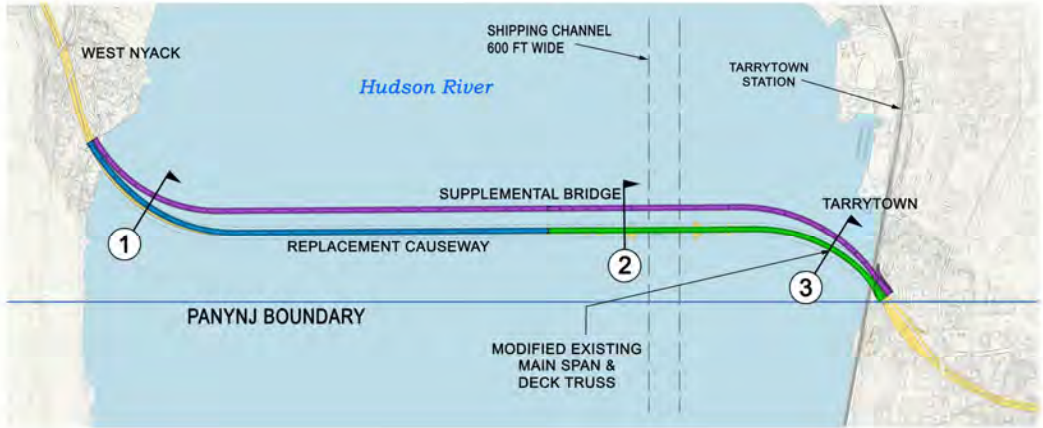 WEST NYACK
SHIPPING CHANNEL
600 FT WIDE
Hudson River
TARRYTOWN
STATION
SUPPLEMENTAL BRIDGE
TARRYTOWN
1
REPLACEMENT CAUSEWAY
2
3
PANYNJ BOUNDARY
MODIFIED EXISTING
MAIN SPAN &
DECK TRUSS